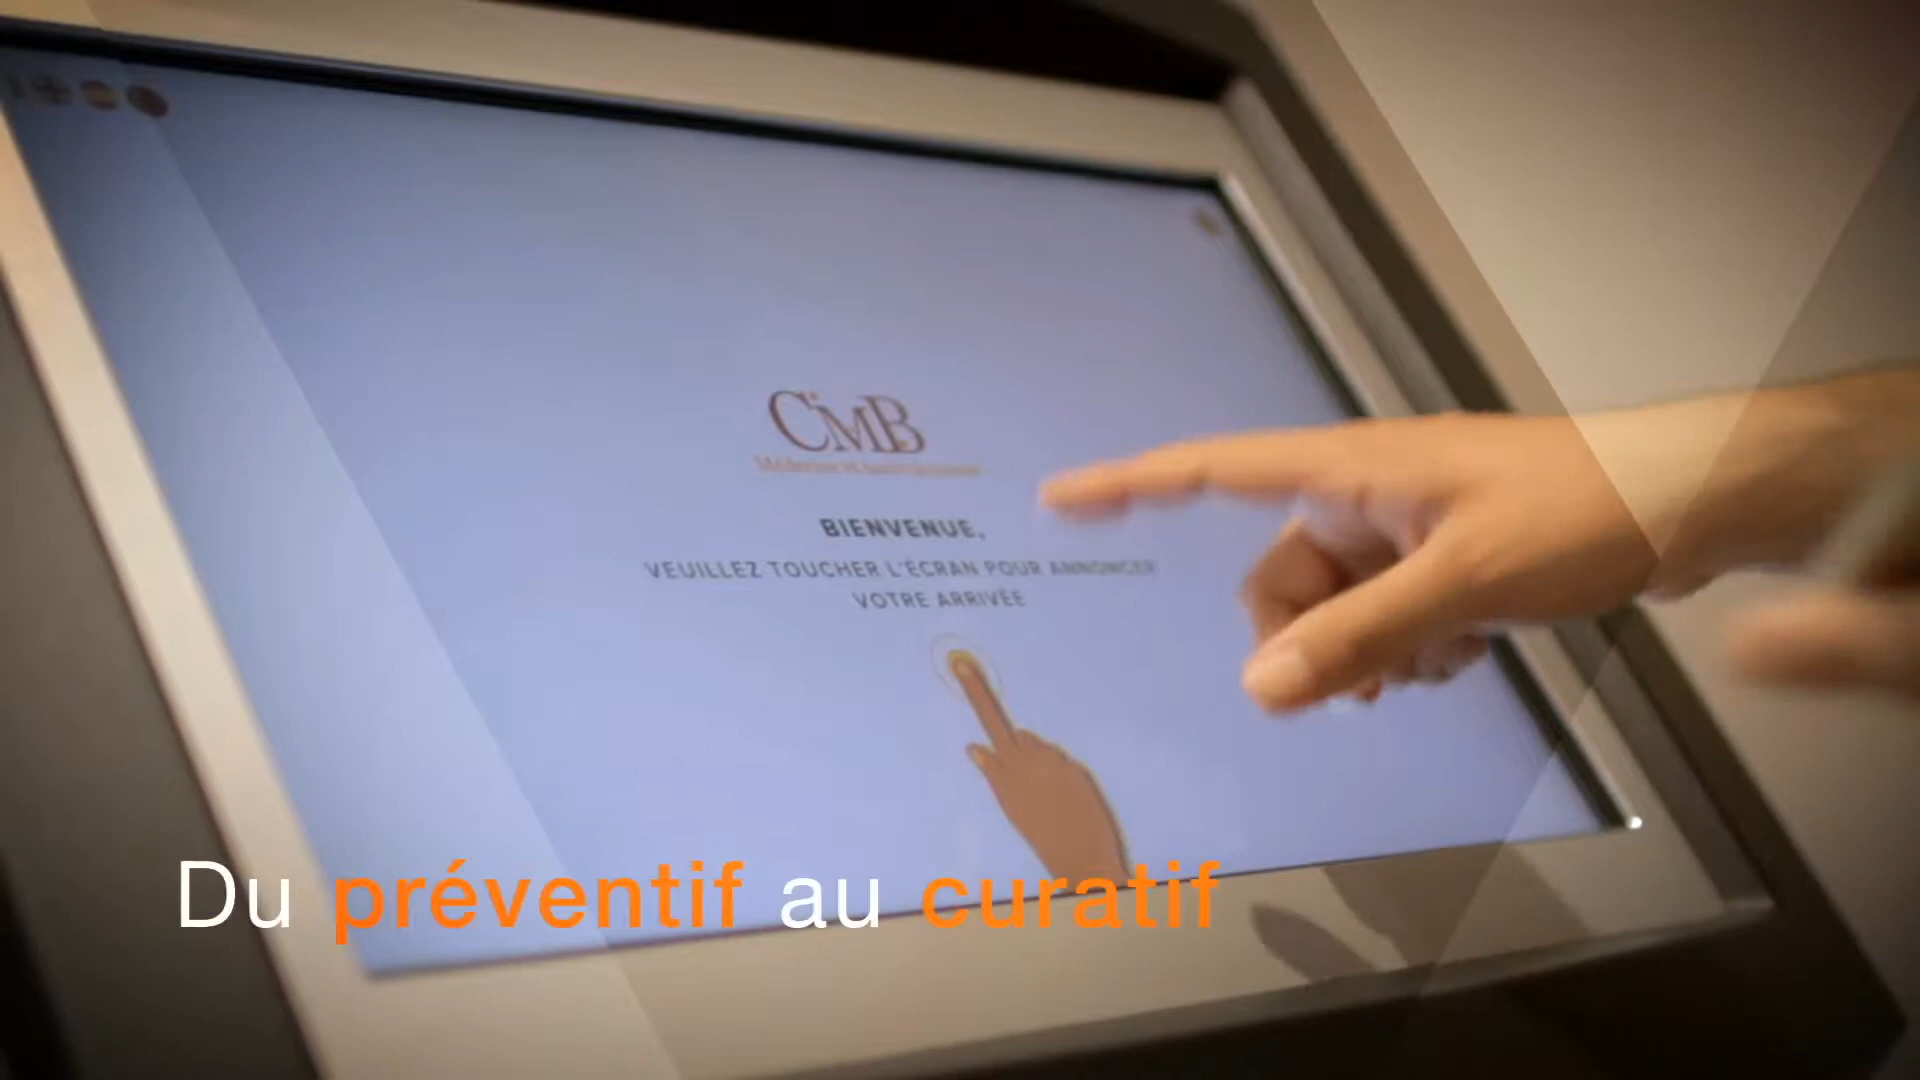 CMB
BIENVENUE,
VEUILLEZ TOUCHER L'ÉCRAN POUR ANNONCER
VOTRE ARRIVÉE
Du préventif au curatif